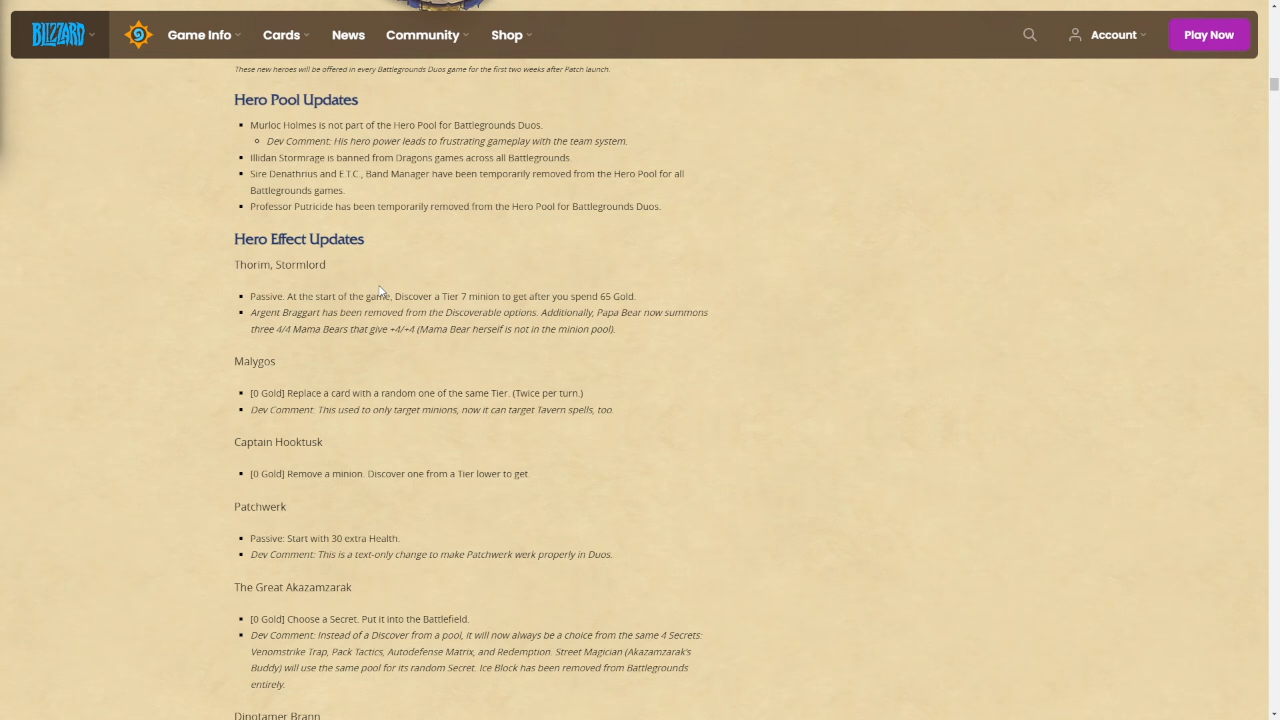 BLIZZARD
Game Info
Cards
News
Community
Shop
Account
Play Now
These new heroes will be offered in every Battlegrounds Duos game for the first two weeks after Patch launch.
Hero Pool Updates
Murloc Holmes is not part of the Hero Pool for Battlegrounds Duos.
Dev Comment: His hero power leads to frustrating gameplay with the team system.
Illidan Stormrage is banned from Dragons games across all Battlegrounds.
Sire Denathrius and E.T.C., Band Manager have been temporarily removed from the Hero Pool for all
Battlegrounds games.
Professor Putricide has been temporarily removed from the Hero Pool for Battlegrounds Duos.
Hero Effect Updates
Thorim, Stormlord
Passive. At the start of the game, Discover a Tier 7 minion to get after you spend 65 Gold.
Argent Braggart has been removed from the Discoverable options. Additionally, Papa Bear now summons
three 4/4 Mama Bears that give +4/+4 (Mama Bear herself is not in the minion pool).
Malygos
[0 Gold] Replace a card with a random one of the same Tier. (Twice per turn.)
Dev Comment: This used to only target minions, now it can target Tavern spells, too.
Captain Hooktusk
[0 Gold] Remove a minion. Discover one from a Tier lower to get.
Patchwerk
Passive: Start with 30 extra Health.
Dev Comment: This is a text-only change to make Patchwerk werk properly in Duos.
The Great Akazamzarak
[0 Gold] Choose a Secret. Put it into the Battlefield.
Dev Comment: Instead of a Discover from a pool, it will now always be a choice from the same 4 Secrets:
Venomstrike Trap, Pack Tactics, Autodefense Matrix, and Redemption. Street Magician (Akazamzarak's
Buddy) will use the same pool for its random Secret. Ice Block has been removed from Battlegrounds
entirely.
Dinotamer Brann